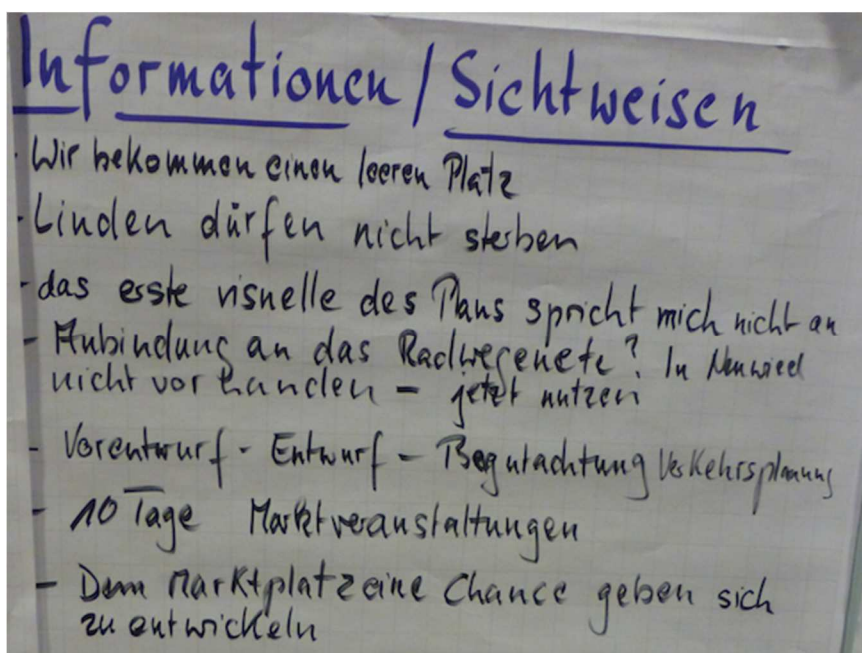 Informationen / Sichtweisen
· Wir bekommen einen leeren Platz
· Linden dürfen nicht sterben
- das erste visuelle des Plans spricht mich nicht an
- Anbindung an das Radwegenetz? In Neuwied
nicht vorhanden – jetzt nutzen
- Vorentwurf - Entwurf – Begutachtung Verkehrsplanung
- 10 Tage Marktveranstaltungen
- Dem Marktplatz eine Chance geben sich
zu entwickeln